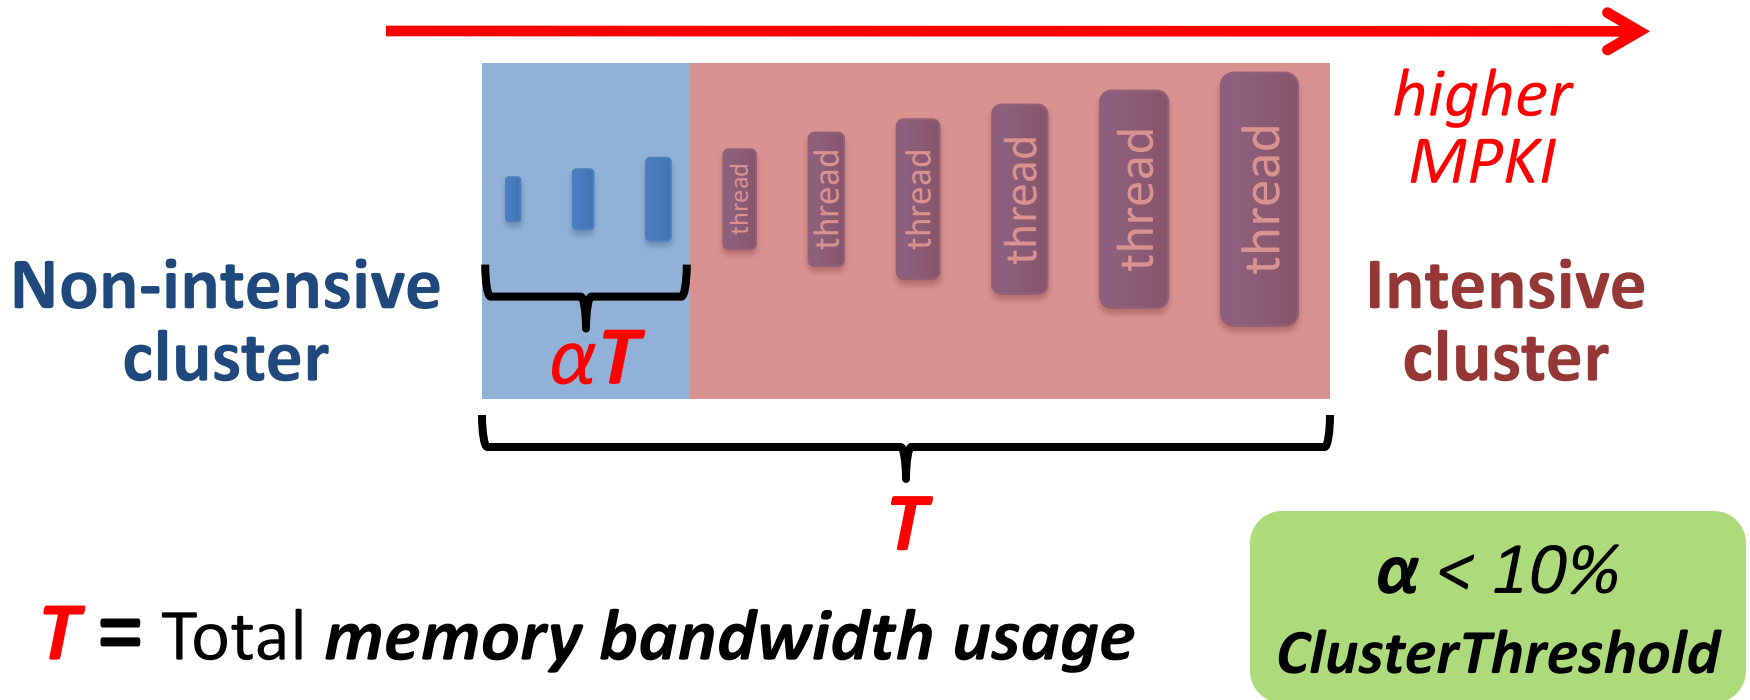 higher
MPKI
thread
thread
thread
thread
thread
thread
Non-intensive
cluster
αT
Intensive
cluster
T
T = Total memory bandwidth usage
α < 10%
ClusterThreshold